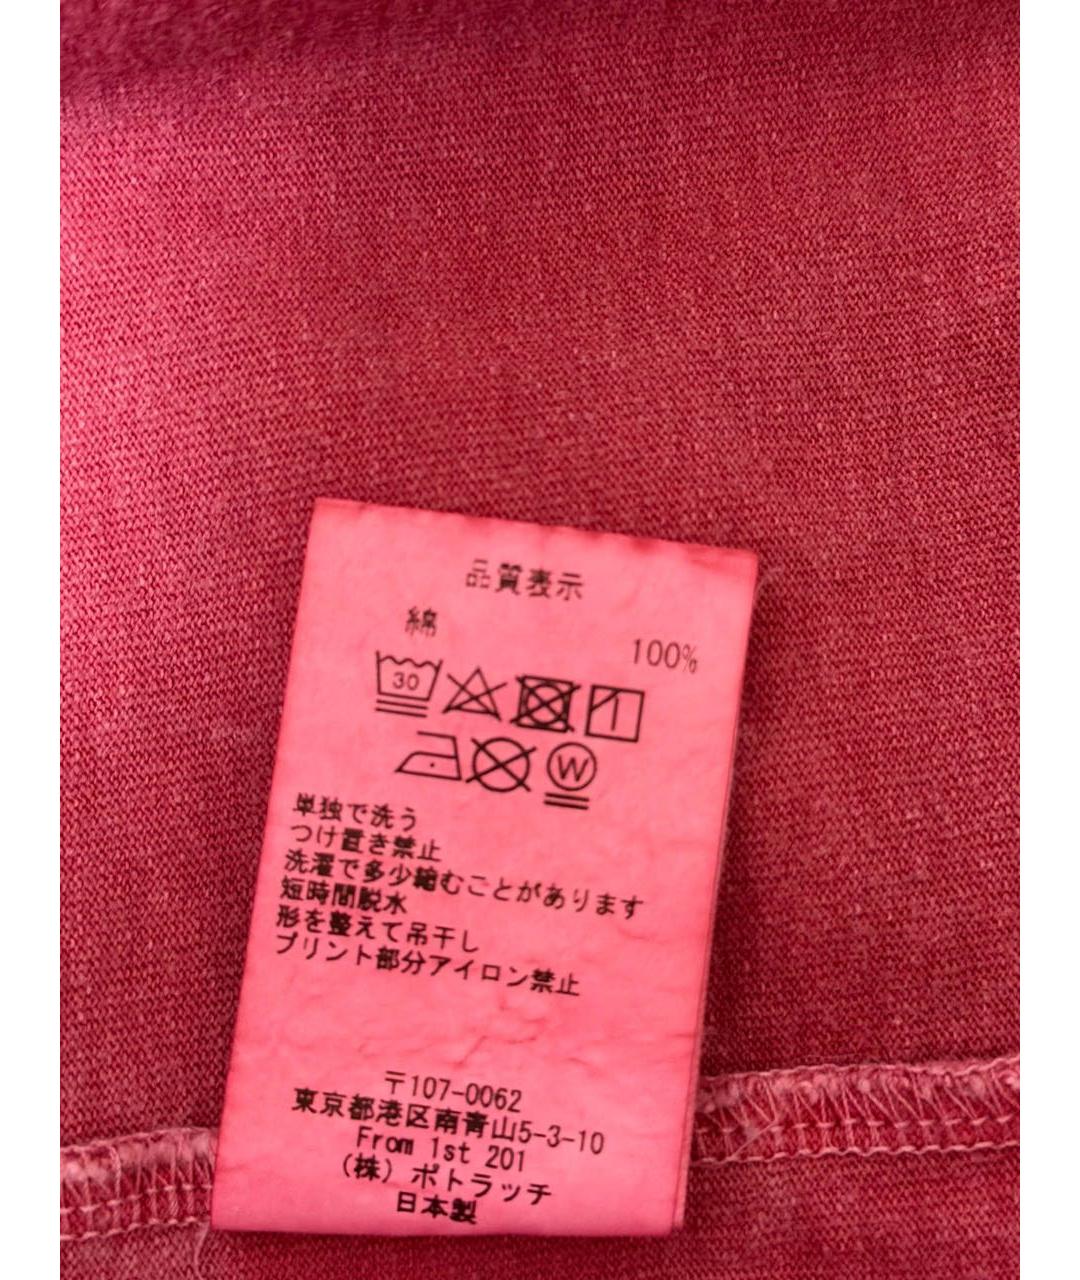 品質表示
綿 100%
30
W
単独で洗う
つけ置き禁止
洗濯で多少縮むことがあります
短時間脱水
形を整えて吊干し
プリント部分アイロン禁止
〒107-0062
東京都港区南青山5-3-10
From 1st 201
(株) ポトラッチ
日本製